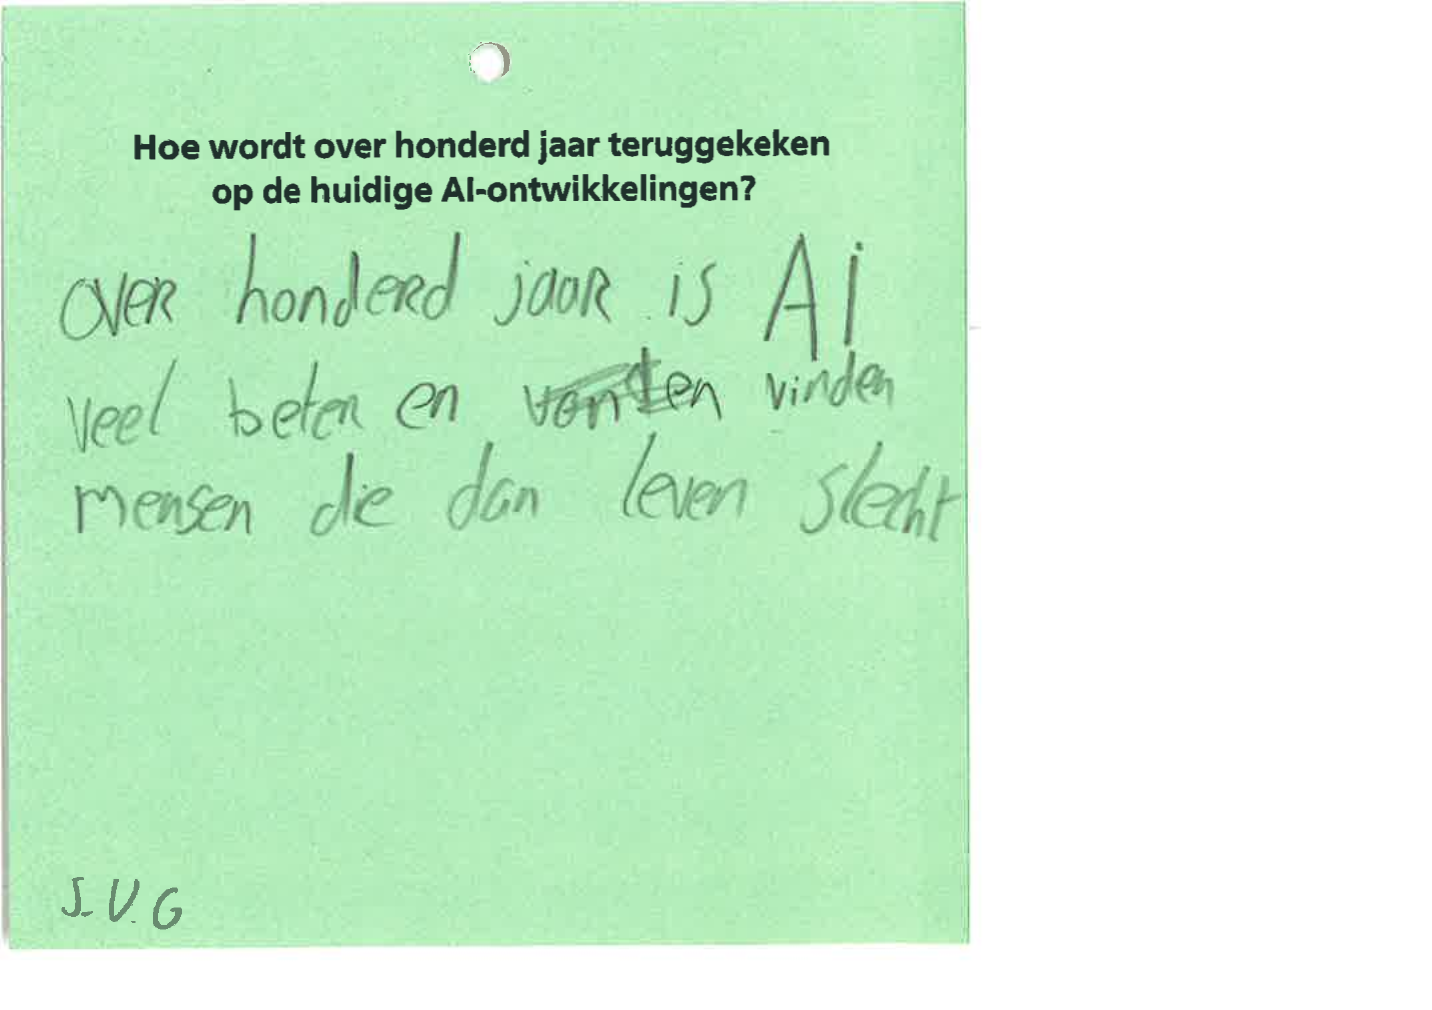 Hoe wordt over honderd jaar teruggekeken
op de huidige AI-ontwikkelingen?
over honderd jaar is Ai
veel beter en vinden
mensen die dan leven slecht
J.V.G